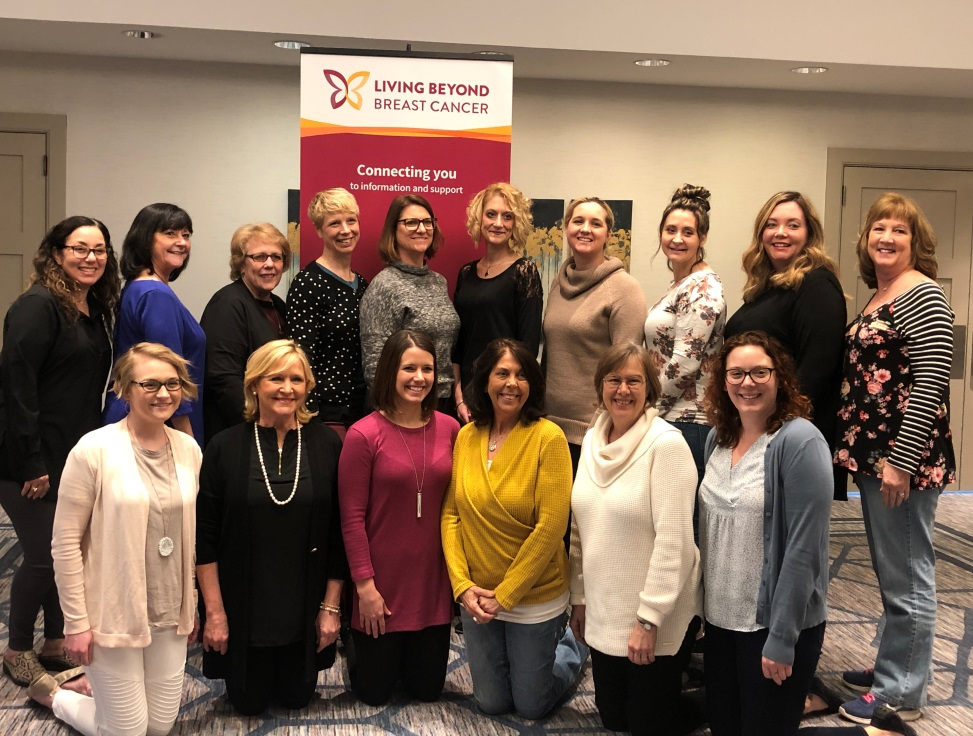 LIVING BEYOND
BREAST CANCER
Connecting you
to information and support